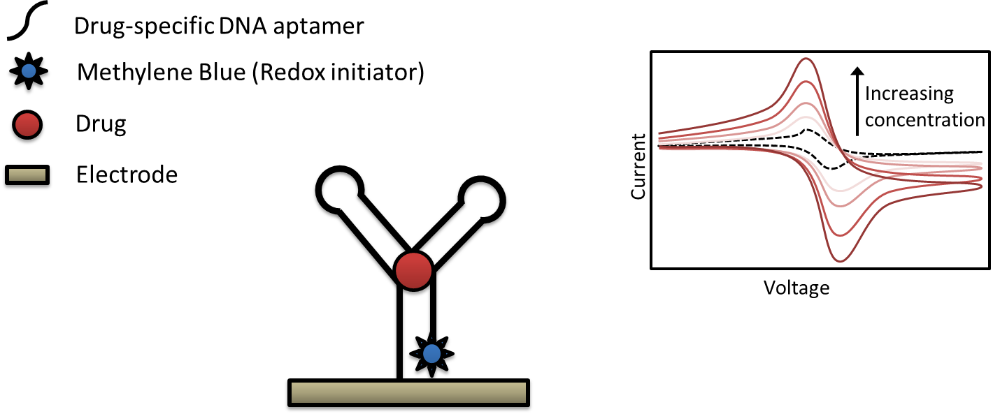 Drug-specific DNA aptamer
Methylene Blue (Redox initiator)
Drug
Electrode
Increasing
concentration
Current
Voltage